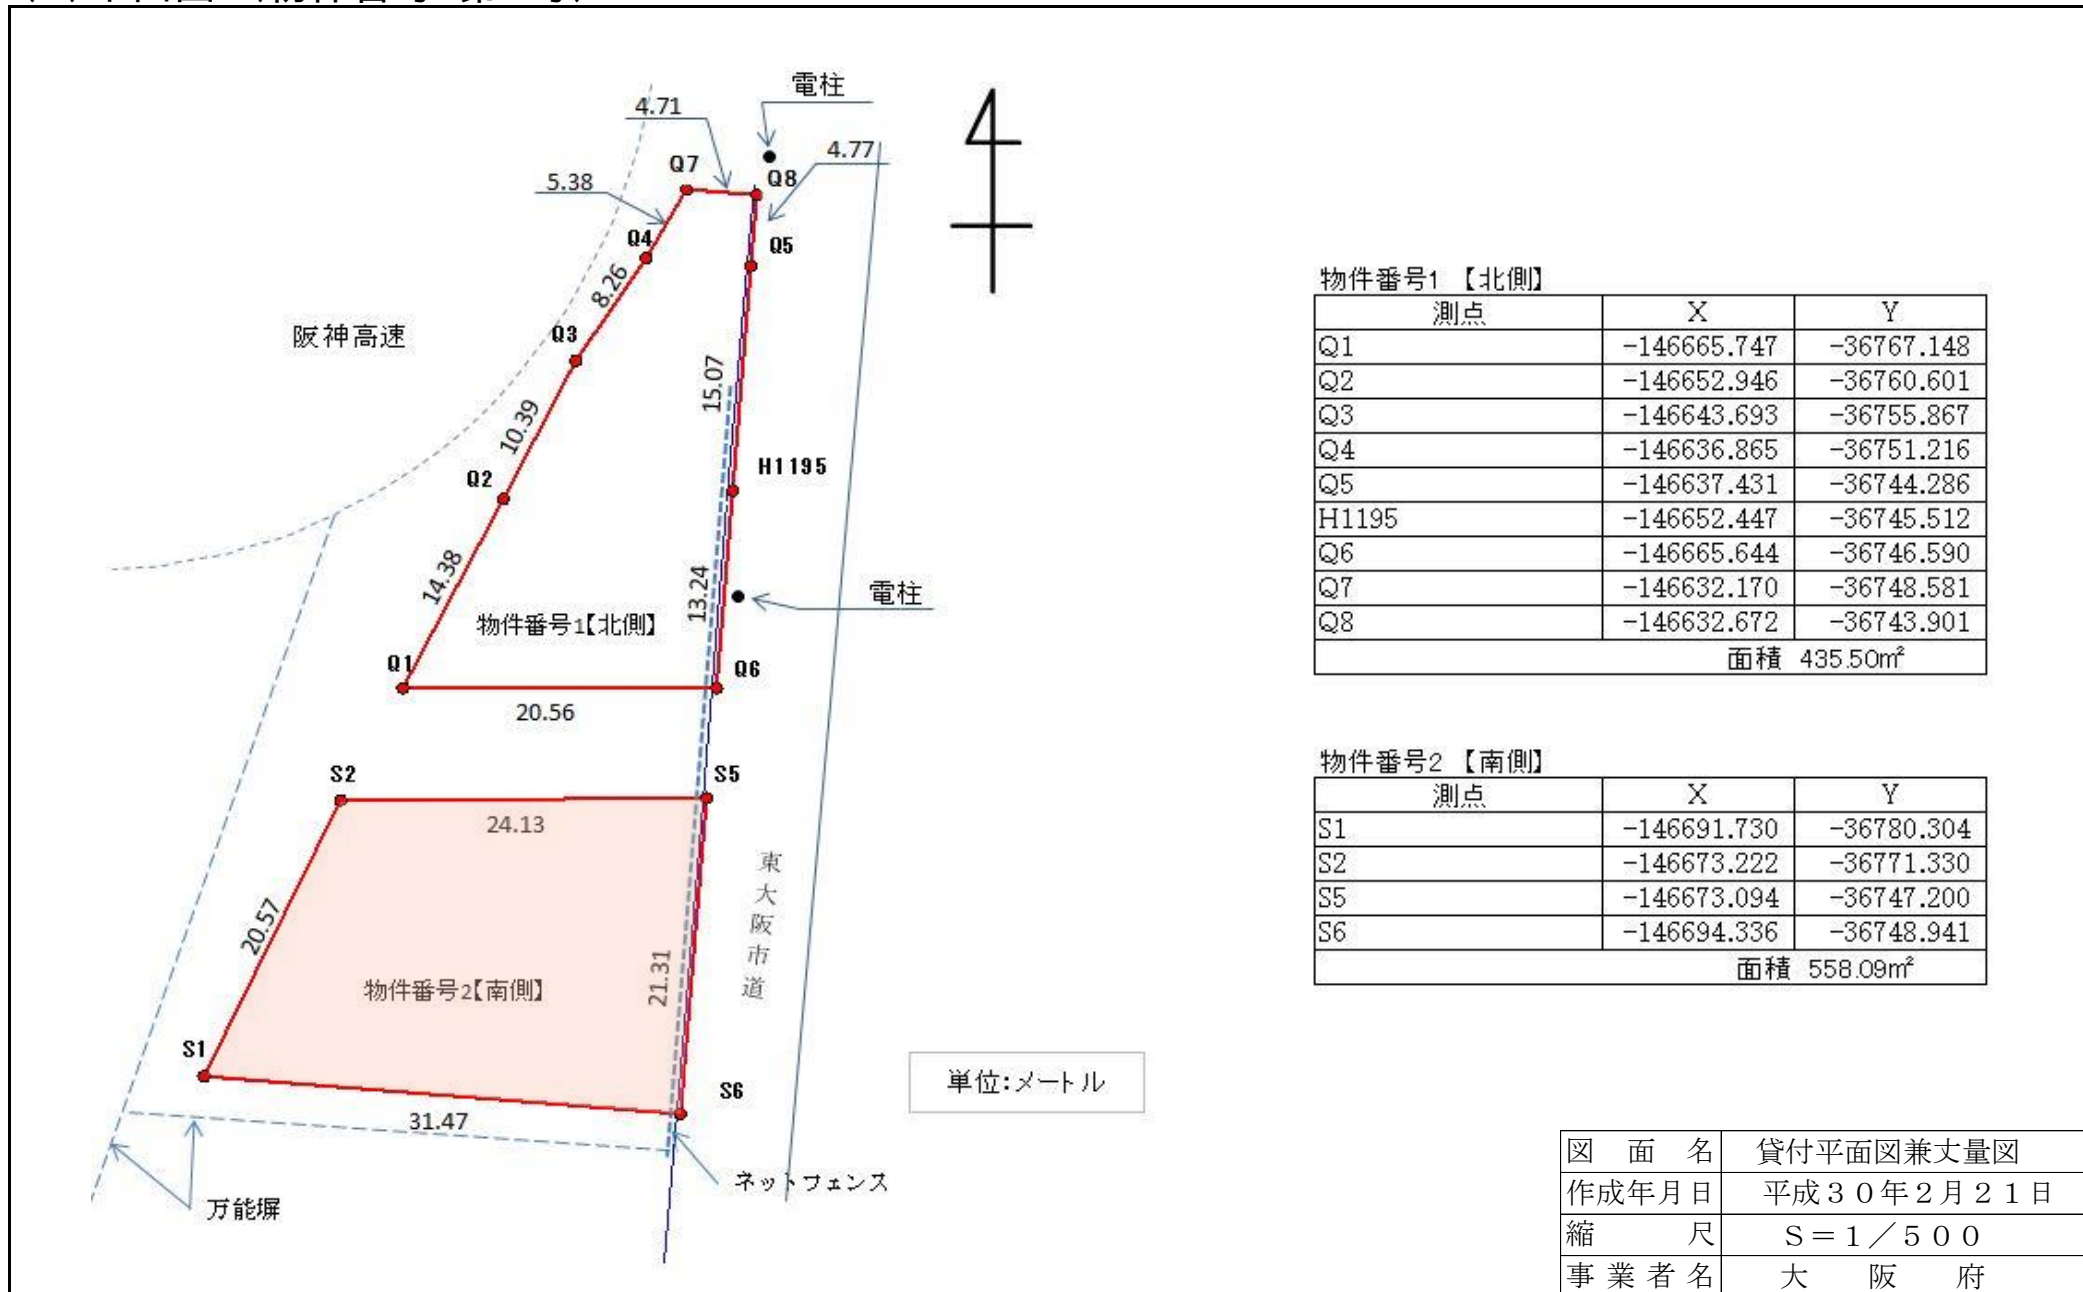 電柱
4.71
4.77
Q7
Q8
5.38
Q4
Q5
8.26
阪神高速
Q3
15.07
10.39
H1195
Q2
14.38
13.24
電柱
物件番号1【北側】
Q1
Q6
20.56
S2
S5
24.13
東大阪市道
20.57
21.31
物件番号2【南側】
S1
S6
31.47
単位:メートル
ネットフェンス
万能塀
物件番号1 【北側】
測点 X Y
Q1 -146665.747 -36767.148
Q2 -146652.946 -36760.601
Q3 -146643.693 -36755.867
Q4 -146636.865 -36751.216
Q5 -146637.431 -36744.286
H1195 -146652.447 -36745.512
Q6 -146665.644 -36746.590
Q7 -146632.170 -36748.581
Q8 -146632.672 -36743.901
面積 435.50㎡
物件番号2 【南側】
測点 X Y
S1 -146691.730 -36780.304
S2 -146673.222 -36771.330
S5 -146673.094 -36747.200
S6 -146694.336 -36748.941
面積 558.09㎡
図面名 貸付平面図兼丈量図
作成年月日 平成30年2月21日
縮尺 S=1/500
事業者名 大阪府